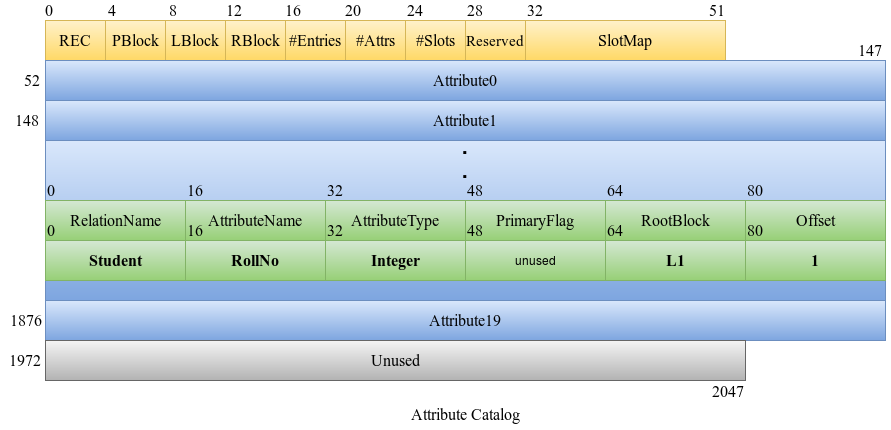 0 4 8 12 16 20 24 28 32 51
REC PBlock LBlock RBlock #Entries #Attrs #Slots Reserved SlotMap
147
52 Attribute0
148 Attribute1
0 16 32 48 64 80
RelationName AttributeName AttributeType PrimaryFlag RootBlock Offset
0 16 32 48 64 80
Student RollNo Integer unused L1 1
1876 Attribute19
1972 Unused
2047
Attribute Catalog